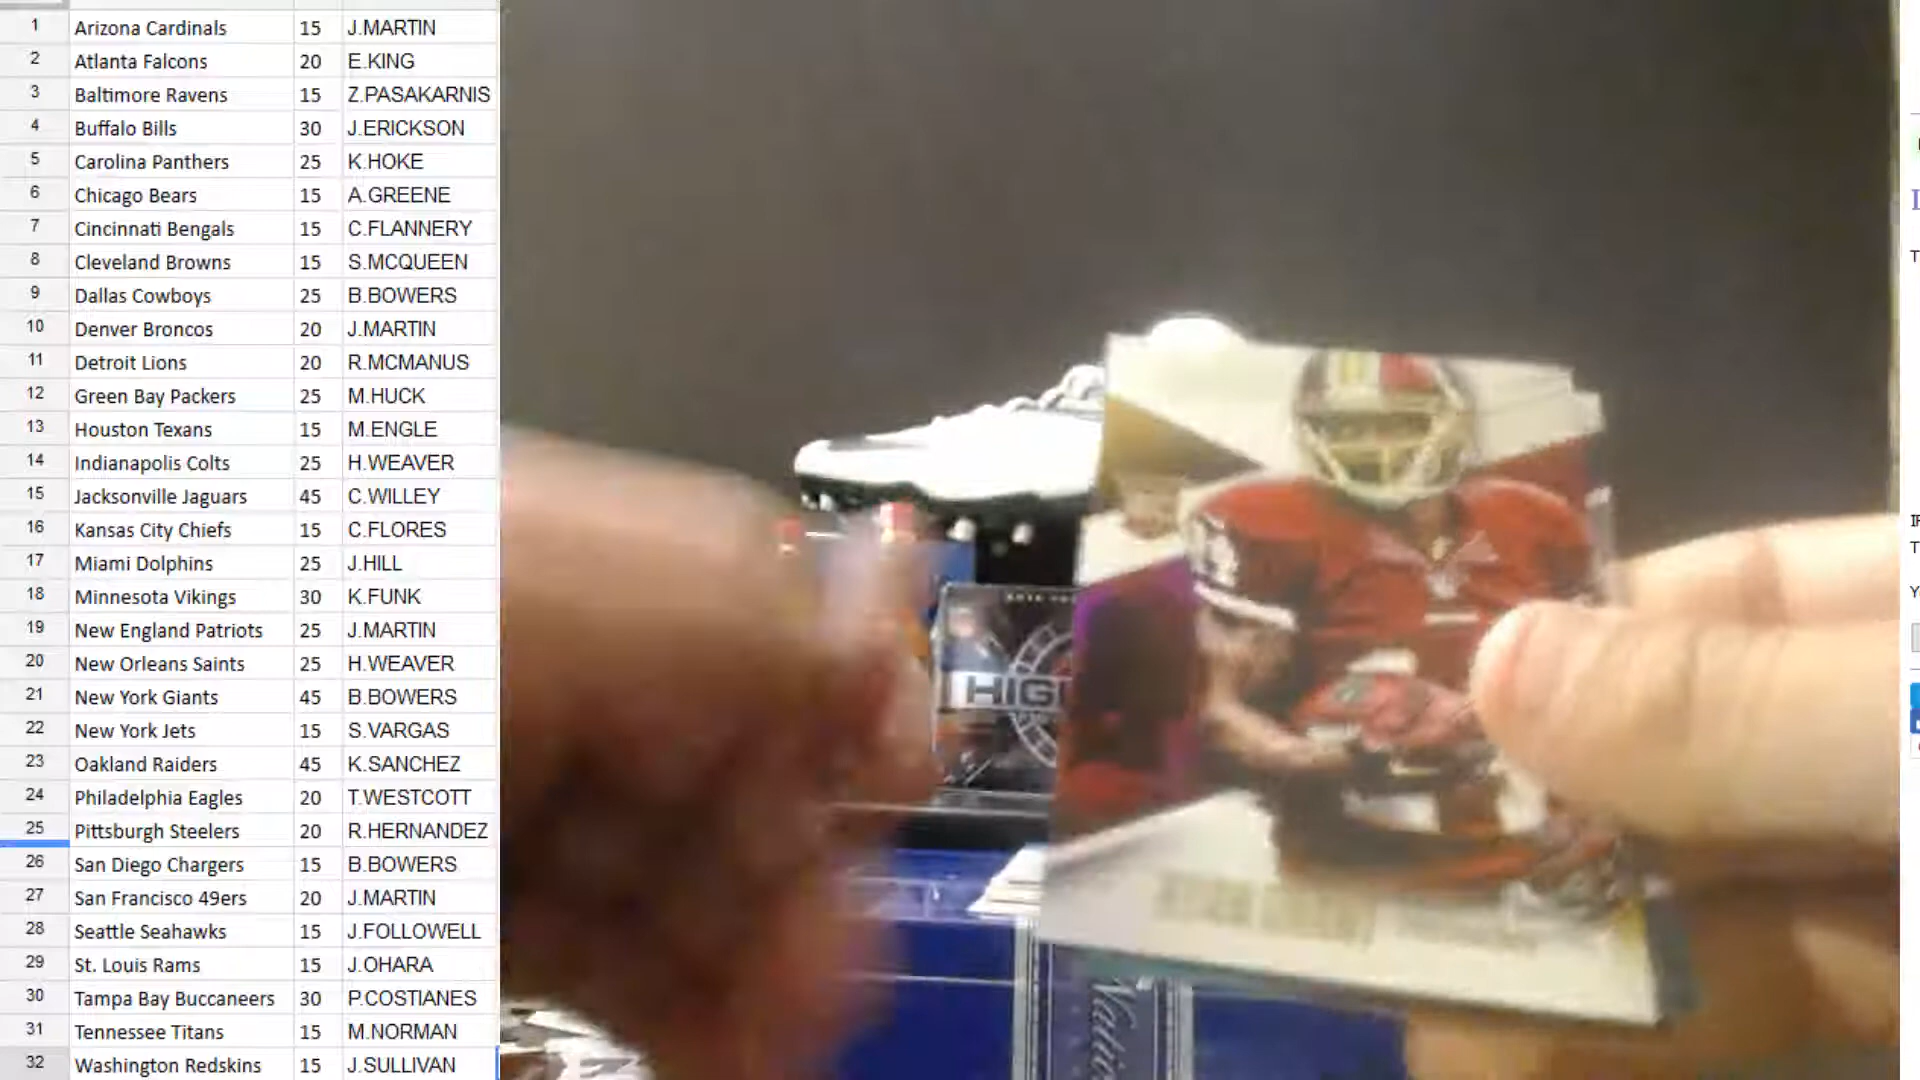 1 Arizona Cardinals 15 J.MARTIN
2 Atlanta Falcons 20 E.KING
3 Baltimore Ravens 15 Z.PASAKARNIS
4 Buffalo Bills 30 J.ERICKSON
5 Carolina Panthers 25 K.HOKE
6 Chicago Bears 15 A.GREENE
7 Cincinnati Bengals 15 C.FLANNERY
8 Cleveland Browns 15 S.MCQUEEN
9 Dallas Cowboys 25 B.BOWERS
10 Denver Broncos 20 J.MARTIN
11 Detroit Lions 20 R.MCMANUS
12 Green Bay Packers 25 M.HUCK
13 Houston Texans 15 M.ENGLE
14 Indianapolis Colts 25 H.WEAVER
15 Jacksonville Jaguars 45 C.WILLEY
16 Kansas City Chiefs 15 C.FLORES
17 Miami Dolphins 25 J.HILL
18 Minnesota Vikings 30 K.FUNK
19 New England Patriots 25 J.MARTIN
20 New Orleans Saints 25 H.WEAVER
21 New York Giants 45 B.BOWERS
22 New York Jets 15 S.VARGAS
23 Oakland Raiders 45 K.SANCHEZ
24 Philadelphia Eagles 20 T.WESTCOTT
25 Pittsburgh Steelers 20 R.HERNANDEZ
26 San Diego Chargers 15 B.BOWERS
27 San Francisco 49ers 20 J.MARTIN
28 Seattle Seahawks 15 J.FOLLOWELL
29 St. Louis Rams 15 J.OHARA
30 Tampa Bay Buccaneers 30 P.COSTIANES
31 Tennessee Titans 15 M.NORMAN
32 Washington Redskins 15 J.SULLIVAN
HIG